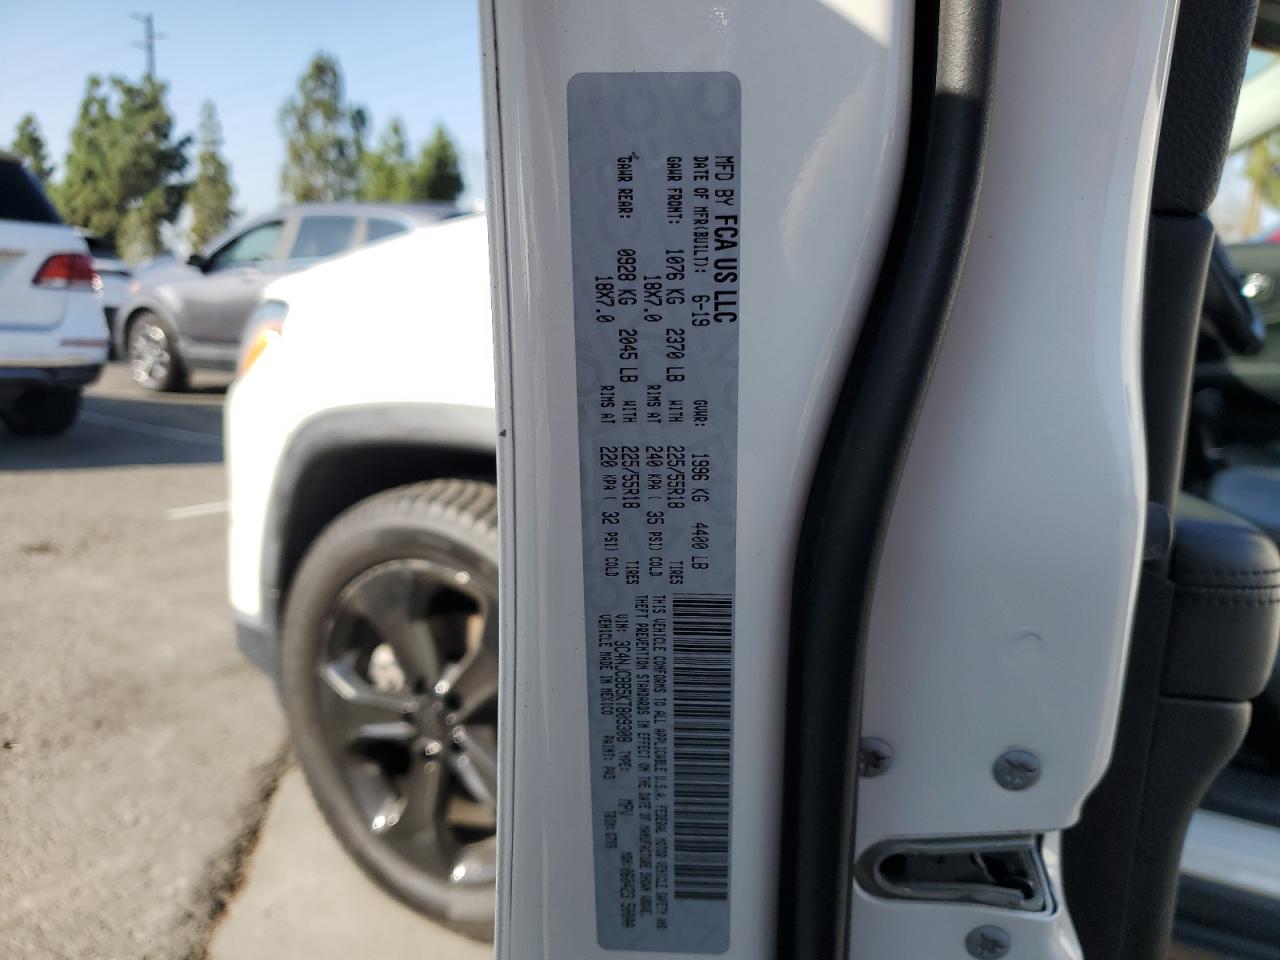 MFD BY FCA US LLC
DATE OF MFR(BUILT): 6-19 GVWR: 1996 KG 4400 LB
GAWR FRONT: 1076 KG 2370 LB WITH 225/55R18 TIRES
18X7.0 RIMS AT 240 KPA ( 35 PSI) COLD
GAWR REAR: 0928 KG 2045 LB WITH 225/55R18 TIRES
18X7.0 RIMS AT 220 KPA ( 32 PSI) COLD
THIS VEHICLE CONFORMS TO ALL APPLICABLE U.S.A. FEDERAL MOTOR VEHICLE SAFETY AND
THEFT PREVENTION STANDARDS IN EFFECT ON THE DATE OF MANUFACTURE SHOWN ABOVE.
VIN: 3C4NJCBB5KT809308 TYPE: MPV
VEHICLE MADE IN MEXICO PAINT: PW3 TRIM: